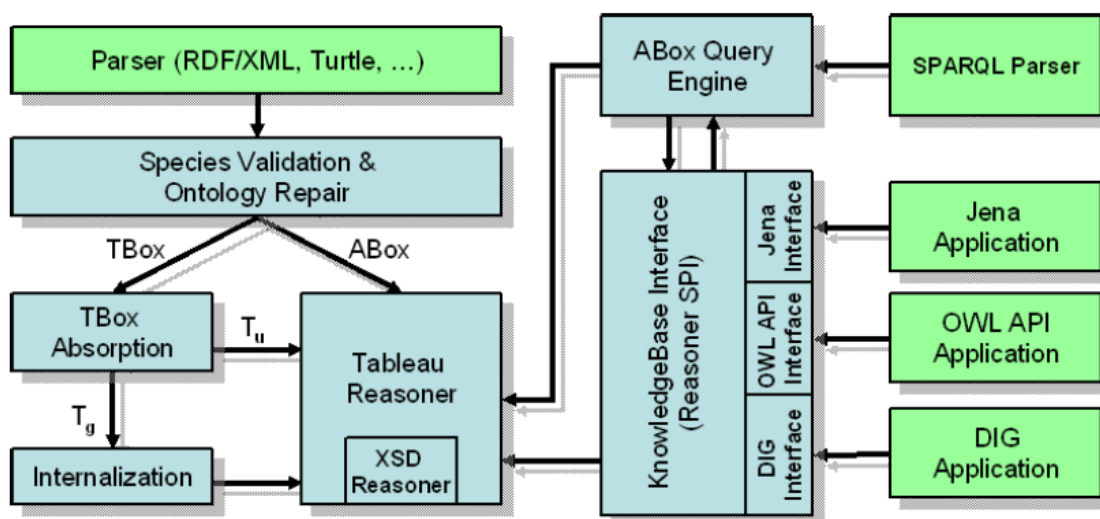 Parser (RDF/XML, Turtle, …)
Species Validation &
Ontology Repair
TBox
ABox
TBox
Absorption
T_u
T_g
Internalization
Tableau
Reasoner
XSD
Reasoner
ABox Query
Engine
SPARQL Parser
KnowledgeBase Interface
(Reasoner SPI)
Jena
Interface
OWL API
Interface
DIG
Interface
Jena
Application
OWL API
Application
DIG
Application